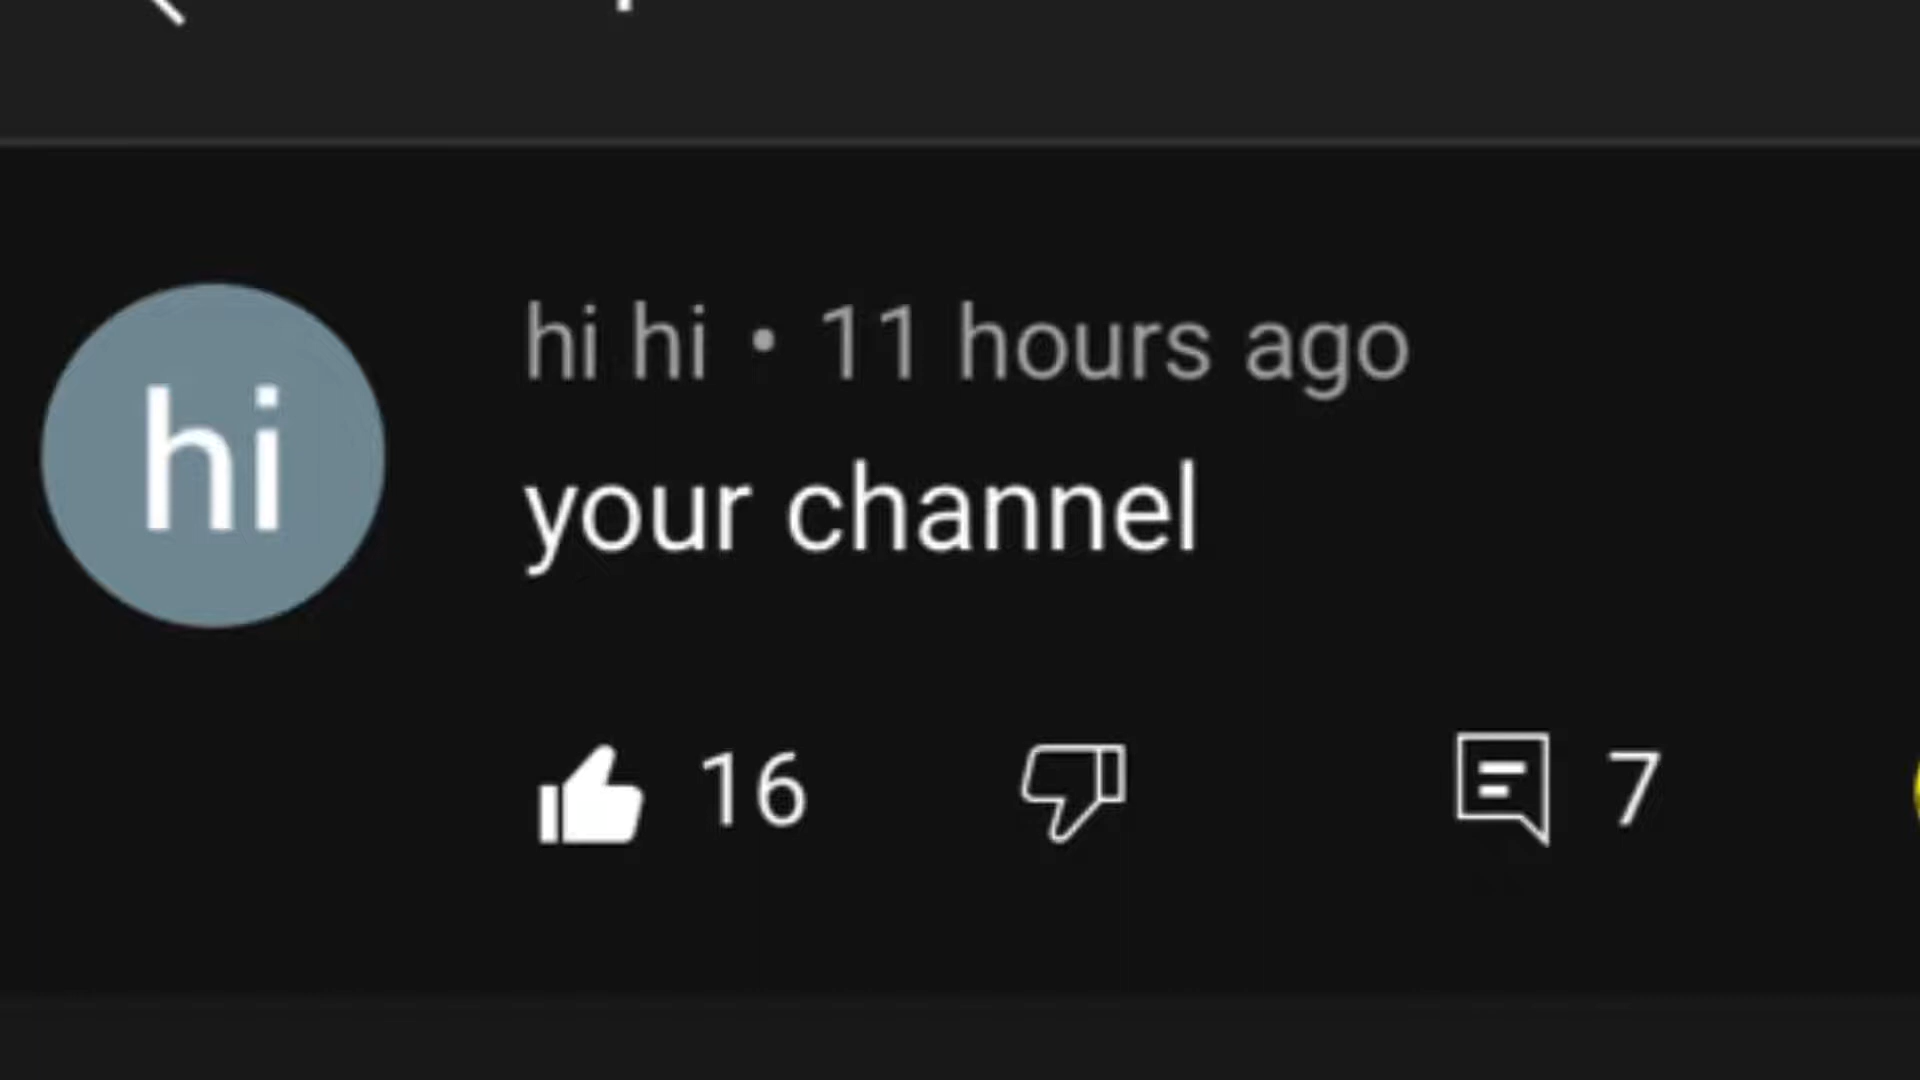 hi
hi hi • 11 hours ago
your channel
16
7